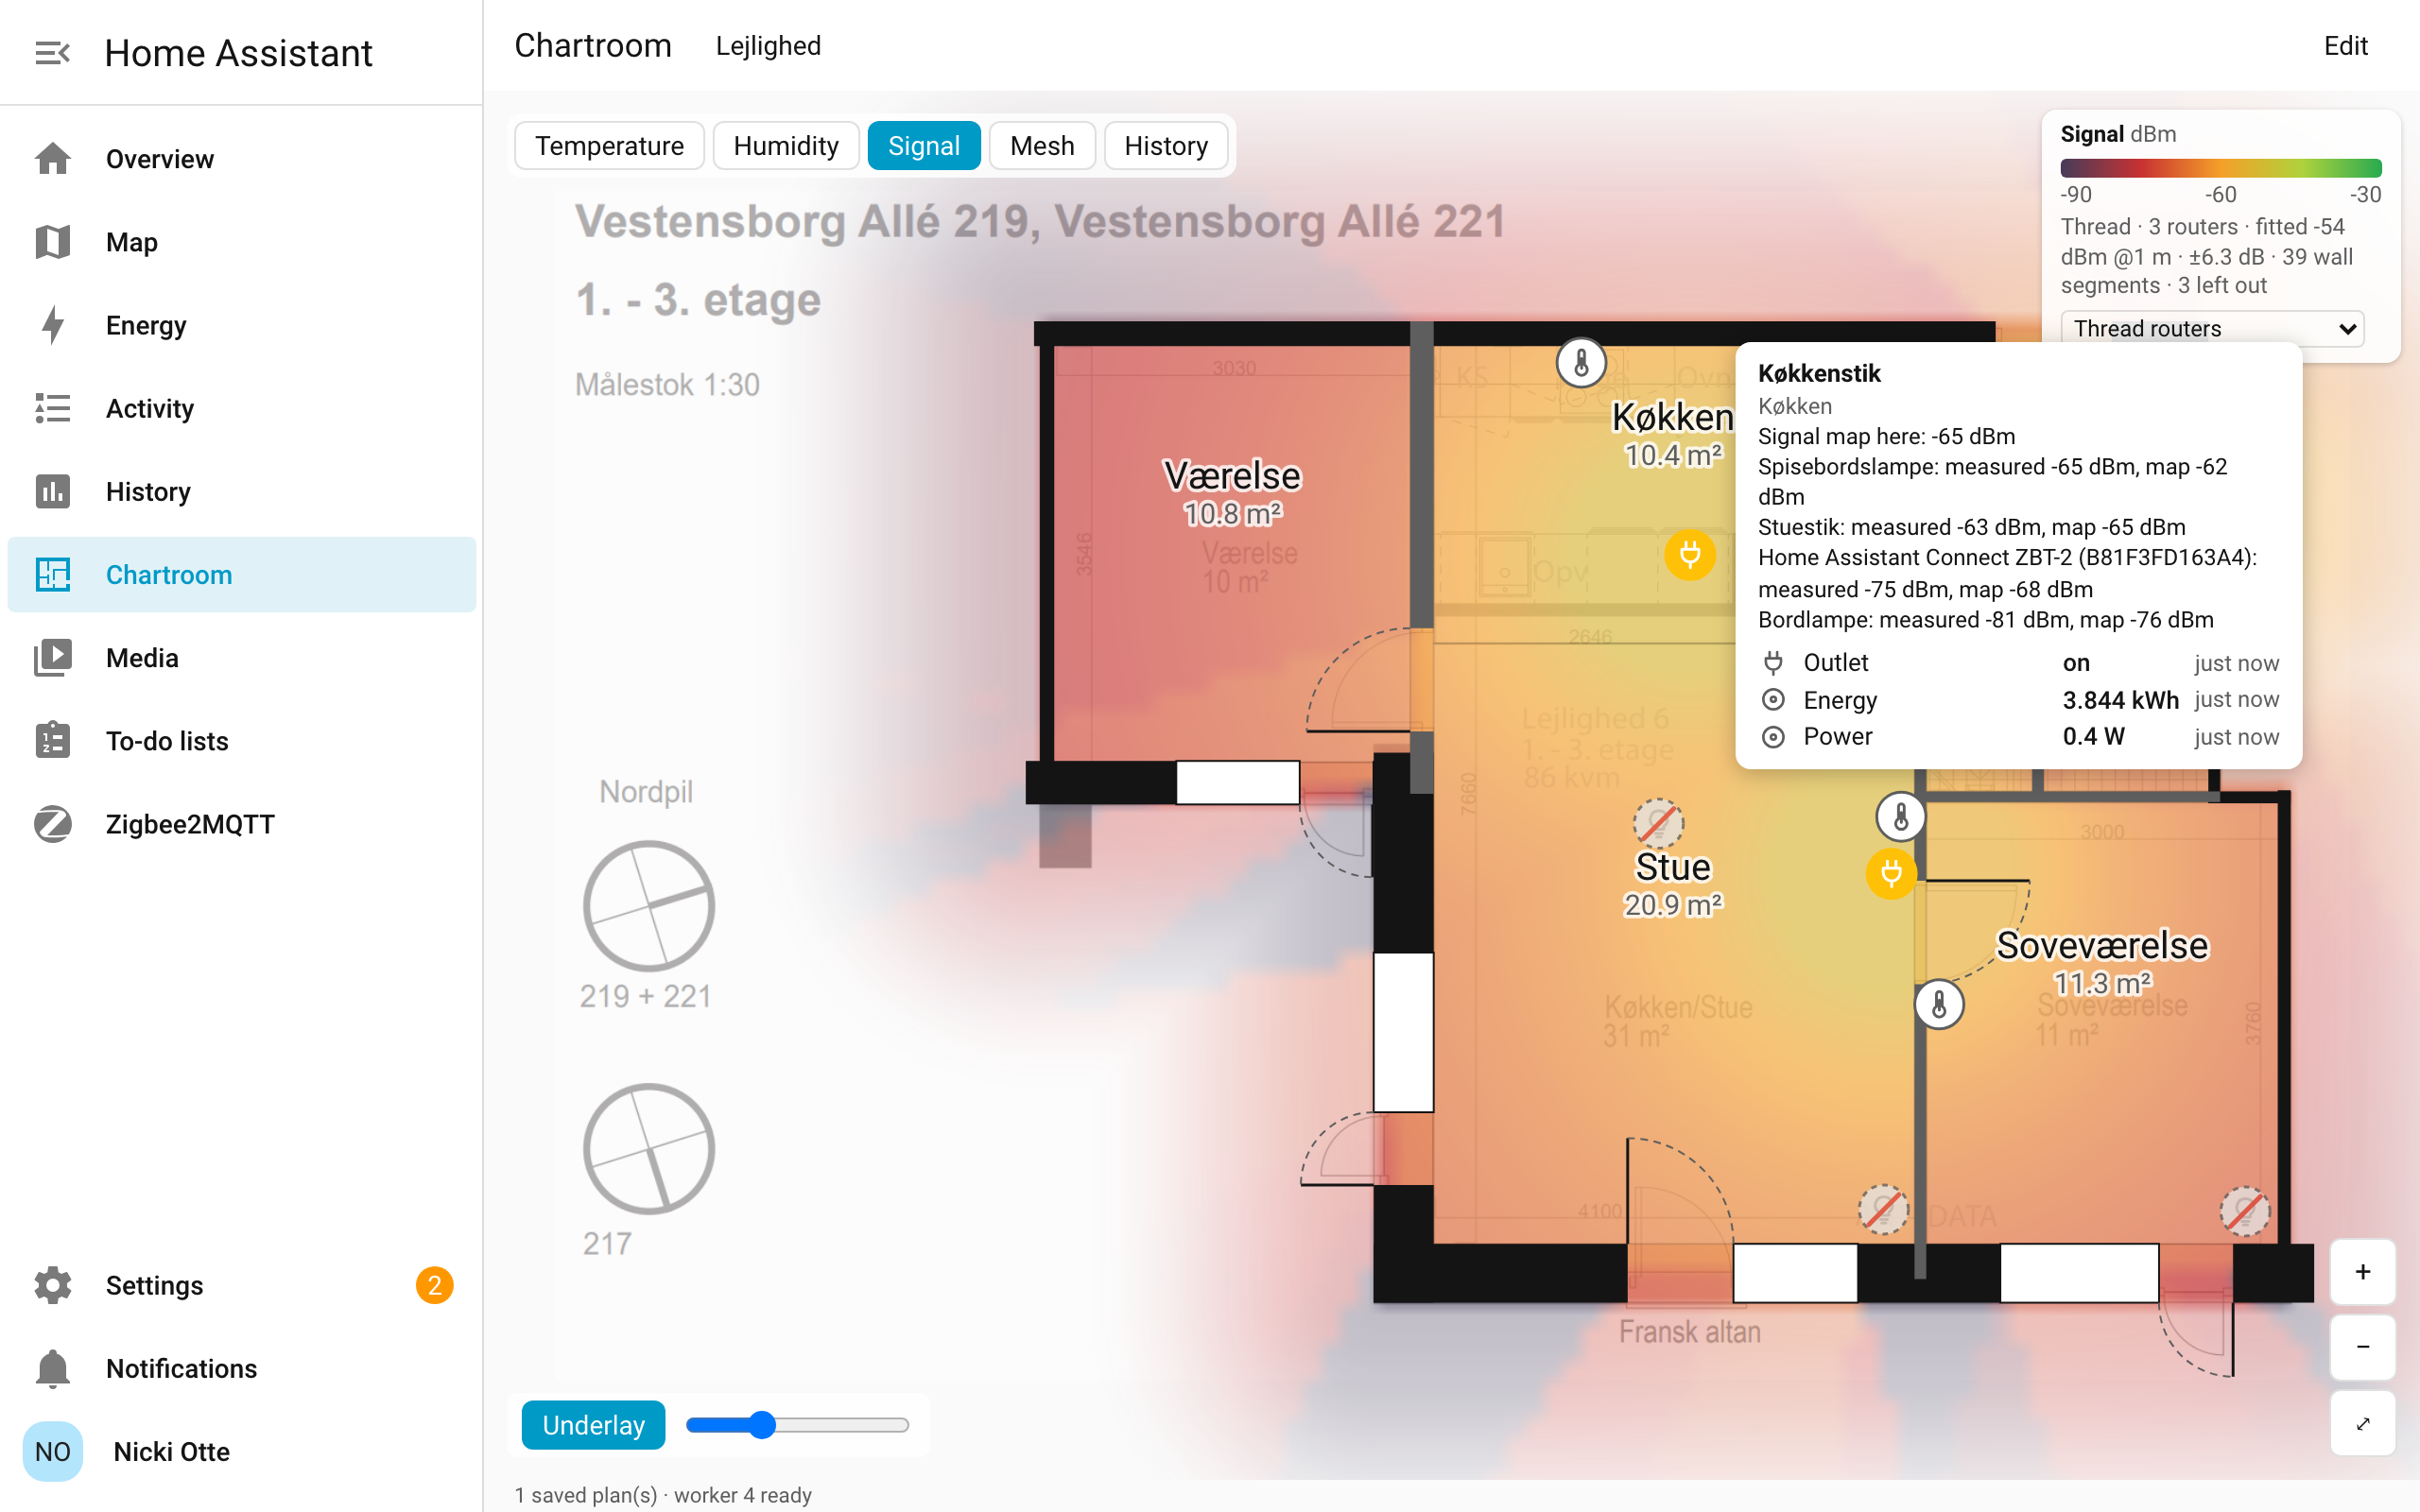 Home Assistant
Overview
Map
Energy
Activity
History
Chartroom
Media
To-do lists
Zigbee2MQTT
Settings
2
Notifications
NO
Nicki Otte
Chartroom
Lejlighed
Edit
Temperature
Humidity
Signal
Mesh
History
Signal dBm
-90
-60
-30
Thread · 3 routers · fitted -54
dBm @1 m · ±6.3 dB · 39 wall
segments · 3 left out
Thread routers
Vestensborg Allé 219, Vestensborg Allé 221
1. - 3. etage
Målestok 1:30
3030
KS
Ovn
Køkken
10.4 m²
Værelse
10.8 m²
3546
Værelse
10 m²
Opv
2646
Køkkenstik
Køkken
Signal map here: -65 dBm
Spisebordslampe: measured -65 dBm, map -62
dBm
Stuestik: measured -63 dBm, map -65 dBm
Home Assistant Connect ZBT-2 (B81F3FD163A4):
measured -75 dBm, map -68 dBm
Bordlampe: measured -81 dBm, map -76 dBm
Outlet
on
just now
Energy
3.844 kWh
just now
Power
0.4 W
just now
Lejlighed 6
1. - 3. etage
86 kvm
7660
Nordpil
219 + 221
217
Stue
20.9 m²
3000
Soveværelse
11.3 m²
Soveværelse
11 m²
3760
Køkken/Stue
31 m²
4100
DATA
Fransk altan
+
−
Underlay
1 saved plan(s) · worker 4 ready